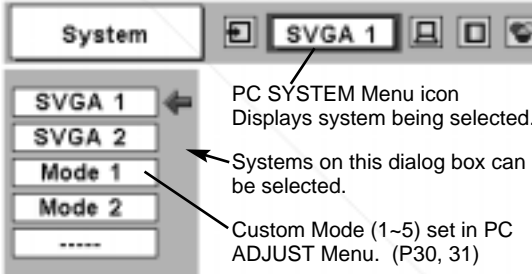 System
SVGA 1
SVGA 1
SVGA 2
Mode 1
Mode 2
-----
PC SYSTEM Menu icon
Displays system being selected.
Systems on this dialog box can
be selected.
Custom Mode (1~5) set in PC
ADJUST Menu.  (P30, 31)